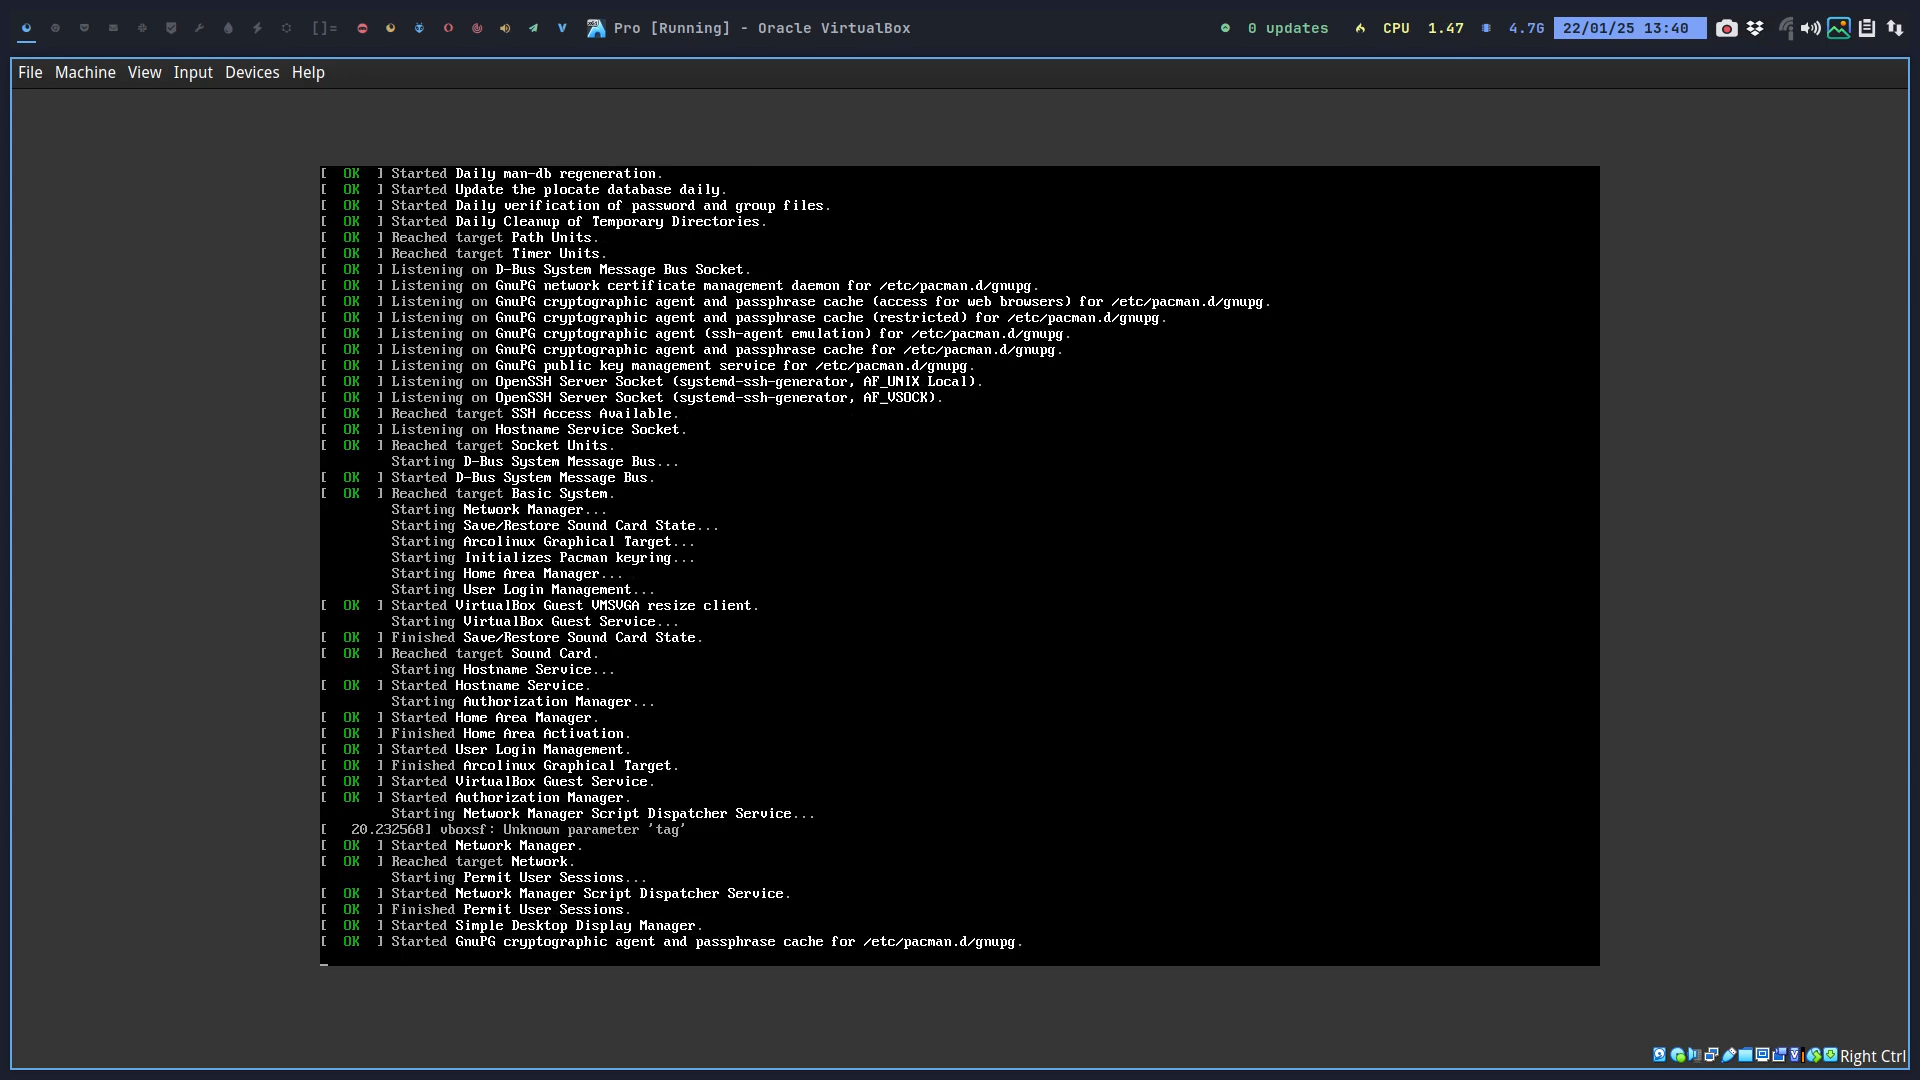 []= Pro [Running] - Oracle VirtualBox 0 updates CPU 1.47 4.7G 22/01/25 13:40
File Machine View Input Devices Help
[ OK ] Started Daily man-db regeneration.
[ OK ] Started Update the plocate database daily.
[ OK ] Started Daily verification of password and group files.
[ OK ] Started Daily Cleanup of Temporary Directories.
[ OK ] Reached target Path Units.
[ OK ] Reached target Timer Units.
[ OK ] Listening on D-Bus System Message Bus Socket.
[ OK ] Listening on GnuPG network certificate management daemon for /etc/pacman.d/gnupg.
[ OK ] Listening on GnuPG cryptographic agent and passphrase cache (access for web browsers) for /etc/pacman.d/gnupg.
[ OK ] Listening on GnuPG cryptographic agent and passphrase cache (restricted) for /etc/pacman.d/gnupg.
[ OK ] Listening on GnuPG cryptographic agent (ssh-agent emulation) for /etc/pacman.d/gnupg.
[ OK ] Listening on GnuPG cryptographic agent and passphrase cache for /etc/pacman.d/gnupg.
[ OK ] Listening on GnuPG public key management service for /etc/pacman.d/gnupg.
[ OK ] Listening on OpenSSH Server Socket (systemd-ssh-generator, AF_UNIX Local).
[ OK ] Listening on OpenSSH Server Socket (systemd-ssh-generator, AF_VSOCK).
[ OK ] Reached target SSH Access Available.
[ OK ] Listening on Hostname Service Socket.
[ OK ] Reached target Socket Units.
Starting D-Bus System Message Bus...
[ OK ] Started D-Bus System Message Bus.
[ OK ] Reached target Basic System.
Starting Network Manager...
Starting Save/Restore Sound Card State...
Starting Arcolinux Graphical Target...
Starting Initializes Pacman keyring...
Starting Home Area Manager...
Starting User Login Management...
[ OK ] Started VirtualBox Guest VMSVGA resize client.
Starting VirtualBox Guest Service...
[ OK ] Finished Save/Restore Sound Card State.
[ OK ] Reached target Sound Card.
Starting Hostname Service...
[ OK ] Started Hostname Service.
Starting Authorization Manager...
[ OK ] Started Home Area Manager.
[ OK ] Finished Home Area Activation.
[ OK ] Started User Login Management.
[ OK ] Finished Arcolinux Graphical Target.
[ OK ] Started VirtualBox Guest Service.
[ OK ] Started Authorization Manager.
Starting Network Manager Script Dispatcher Service...
[ 20.232568] vboxsf: Unknown parameter 'tag'
[ OK ] Started Network Manager.
[ OK ] Reached target Network.
Starting Permit User Sessions...
[ OK ] Started Network Manager Script Dispatcher Service.
[ OK ] Finished Permit User Sessions.
[ OK ] Started Simple Desktop Display Manager.
[ OK ] Started GnuPG cryptographic agent and passphrase cache for /etc/pacman.d/gnupg.
Right Ctrl